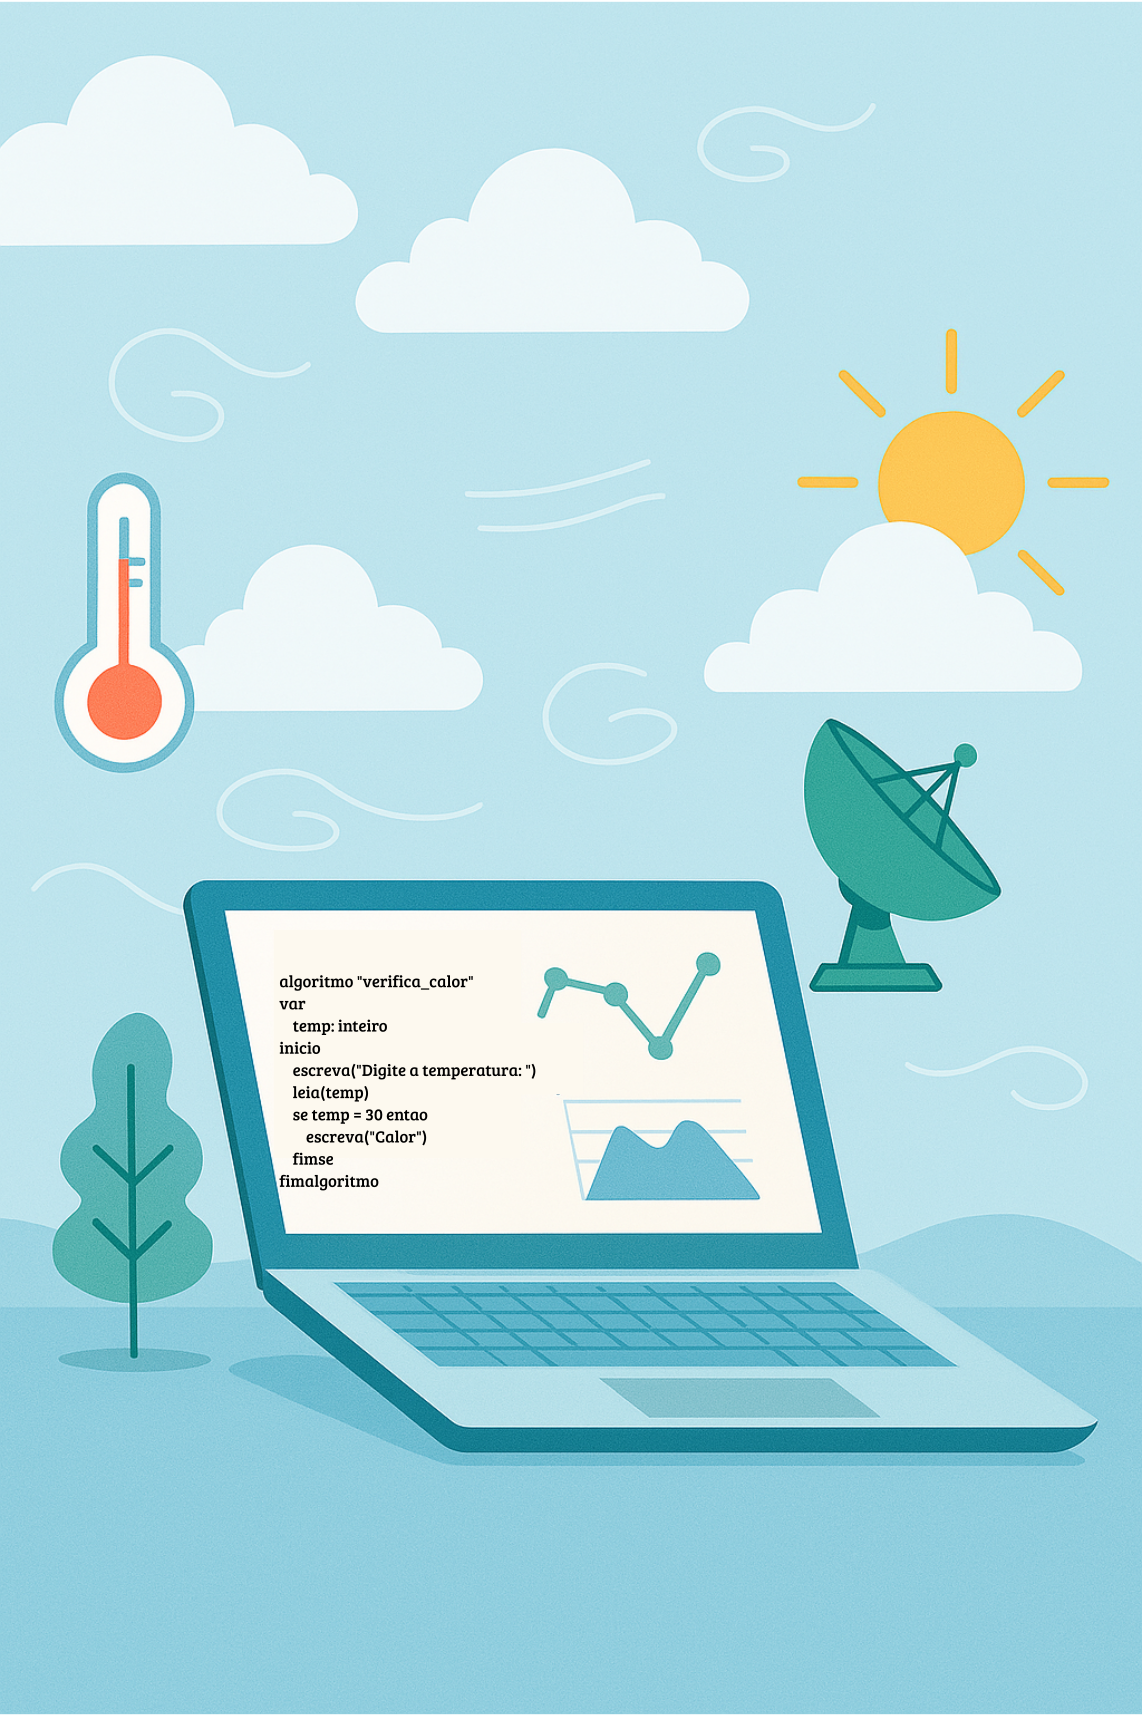 algoritmo "verifica_calor"
var
temp: inteiro
inicio
escreva("Digite a temperatura: ")
leia(temp)
se temp = 30 entao
escreva("Calor")
fimse
fimalgoritmo